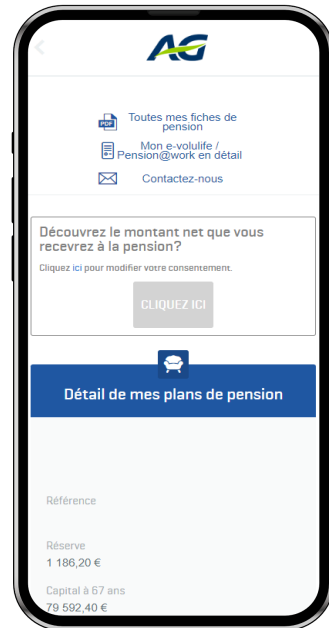 AG
PDF
Toutes mes fiches de
pension
Mon e-volulife /
Pension@work en détail
Contactez-nous
Découvrez le montant net que vous
recevrez à la pension?
Cliquez ici pour modifier votre consentement.
CLIQUEZ ICI
Détail de mes plans de pension
Référence
Réserve
1 186,20 €
Capital à 67 ans
79 592,40 €